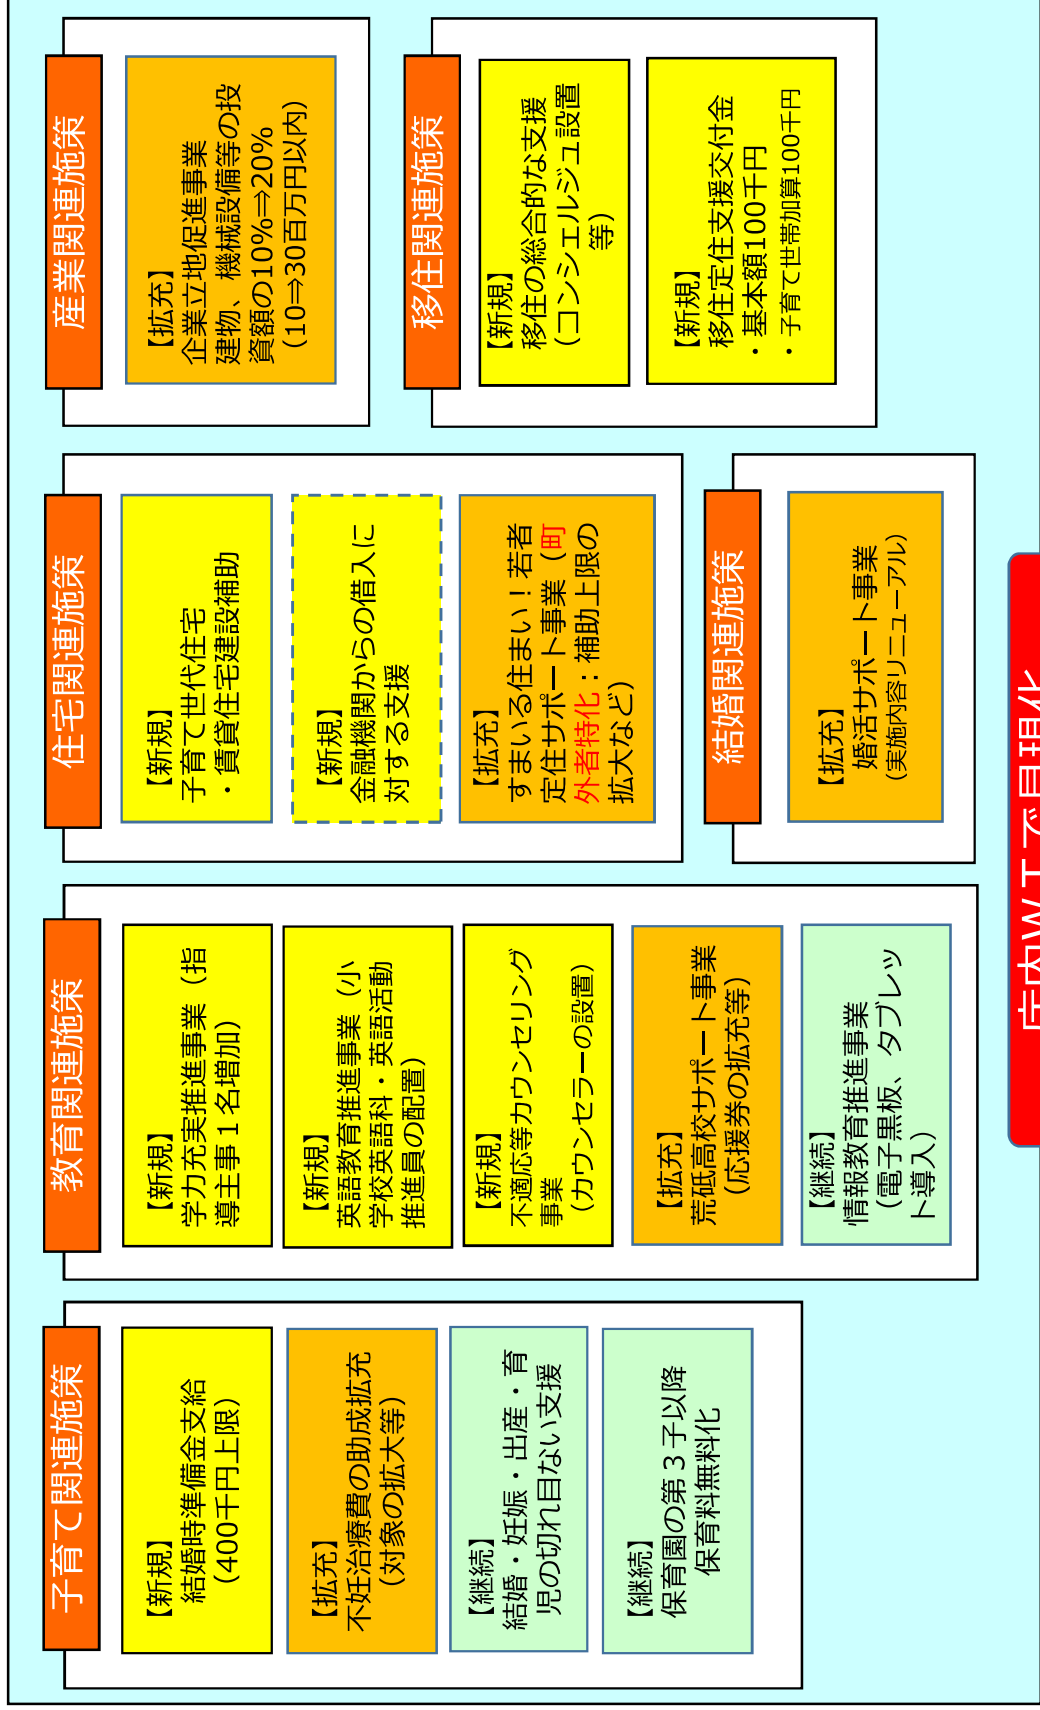 子育て関連施策
【新規】
結婚時準備金支給
（400千円上限）
【拡充】
不妊治療費の助成拡充
（対象の拡大等）
【継続】
結婚・妊娠・出産・育
児の切れ目ない支援
【継続】
保育園の第３子以降
保育料無料化
教育関連施策
【新規】
学力充実推進事業（指
導主事１名増加）
【新規】
英語教育推進事業（小
学校英語科・英語活動
推進員の配置）
【新規】
不適応等カウンセリング
事業
（カウンセラーの設置）
【拡充】
荒砥高校サポート事業
（応援券の拡充等）
【継続】
情報教育推進事業
（電子黒板、タブレッ
ト導入）
住宅関連施策
【新規】
子育て世代住宅
・賃貸住宅建設補助
【新規】
金融機関からの借入に
対する支援
【拡充】
すまいる住まい！若者
定住サポート事業（町
外者特化：補助上限の
拡大など）
結婚関連施策
【拡充】
婚活サポート事業
（実施内容リニューアル）
産業関連施策
【拡充】
企業立地促進事業
建物、機械設備等の投
資額の10％⇒20％
（10⇒30百万円以内）
移住関連施策
【新規】
移住の総合的な支援
（コンシェルジュ設置
等）
【新規】
移住定住支援交付金
・基本額100千円
・子育て世帯加算100千円
庁内ＷＴで具現化